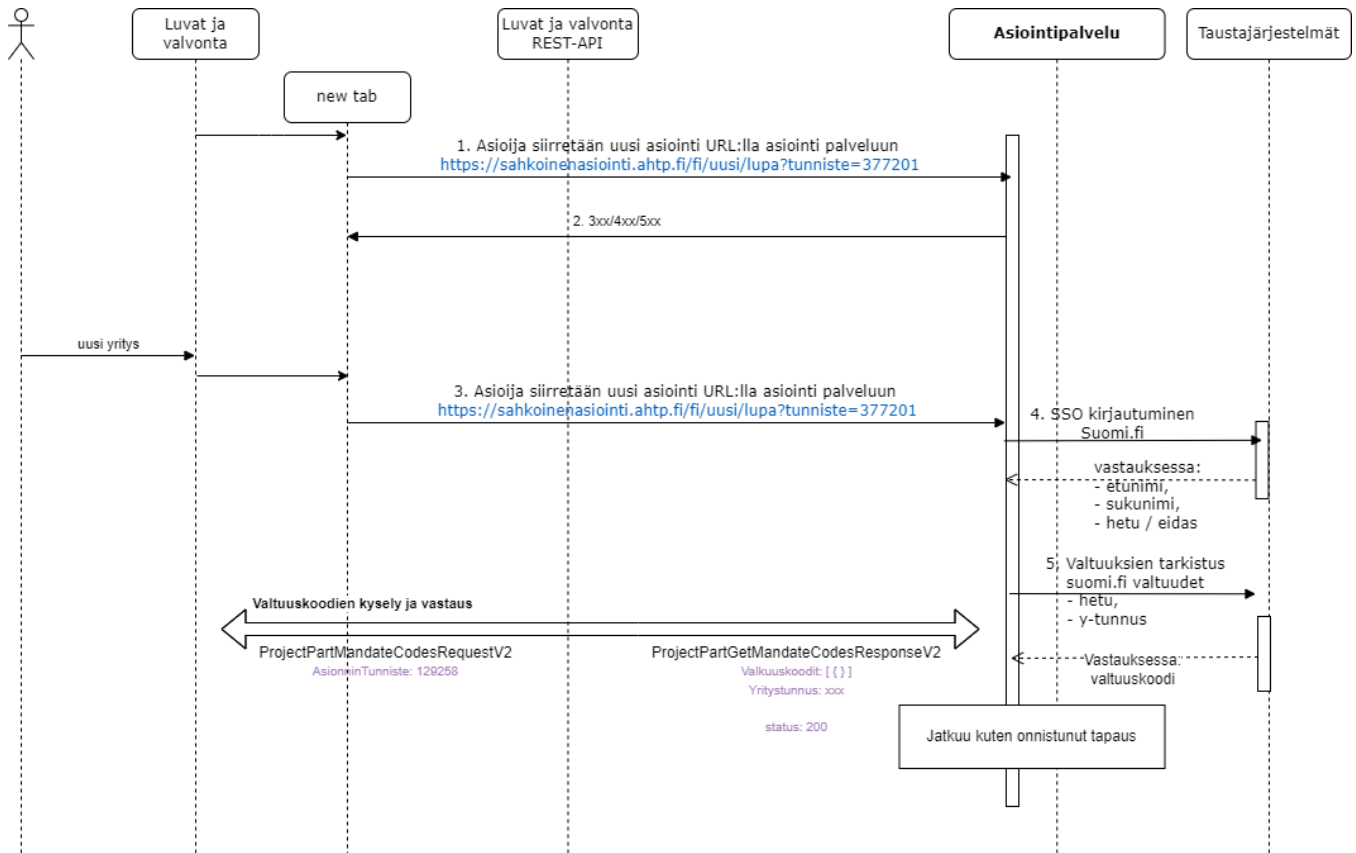 Luvat ja
valvonta
Luvat ja valvonta
REST-API
Asiointipalvelu
Taustajärjestelmät
new tab
1. Asioija siirretään uusi asiointi URL:lla asiointi palveluun
https://sahkoinenasiointi.ahtp.fi/fi/uusi/lupa?tunniste=377201
2. 3xx/4xx/5xx
uusi yritys
3. Asioija siirretään uusi asiointi URL:lla asiointi palveluun
https://sahkoinenasiointi.ahtp.fi/fi/uusi/lupa?tunniste=377201
4. SSO kirjautuminen
Suomi.fi
vastauksessa:
- etunimi,
- sukunimi,
- hetu / eidas
5. Valtuuksien tarkistus
suomi.fi valtuudet
- hetu,
- y-tunnus
Valtuuskoodien kysely ja vastaus
ProjectPartMandateCodesRequestV2
AsionninTunniste: 129258
ProjectPartGetMandateCodesResponseV2
Valkuuskoodit: [ { } ]
Yritystunnus: xxx
status: 200
Vastauksessa:
valtuuskoodi
Jatkuu kuten onnistunut tapaus